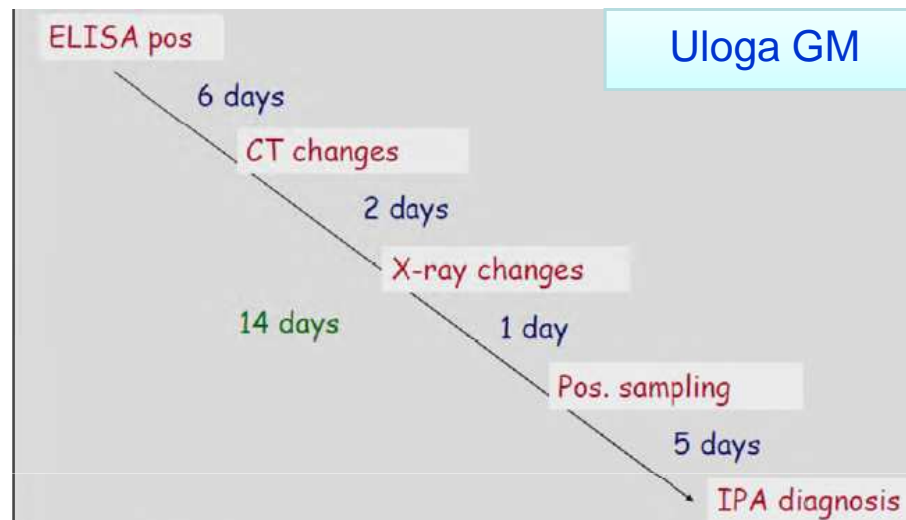 ELISA pos
Uloga GM
6 days
CT changes
2 days
X-ray changes
14 days
1 day
Pos. sampling
5 days
IPA diagnosis